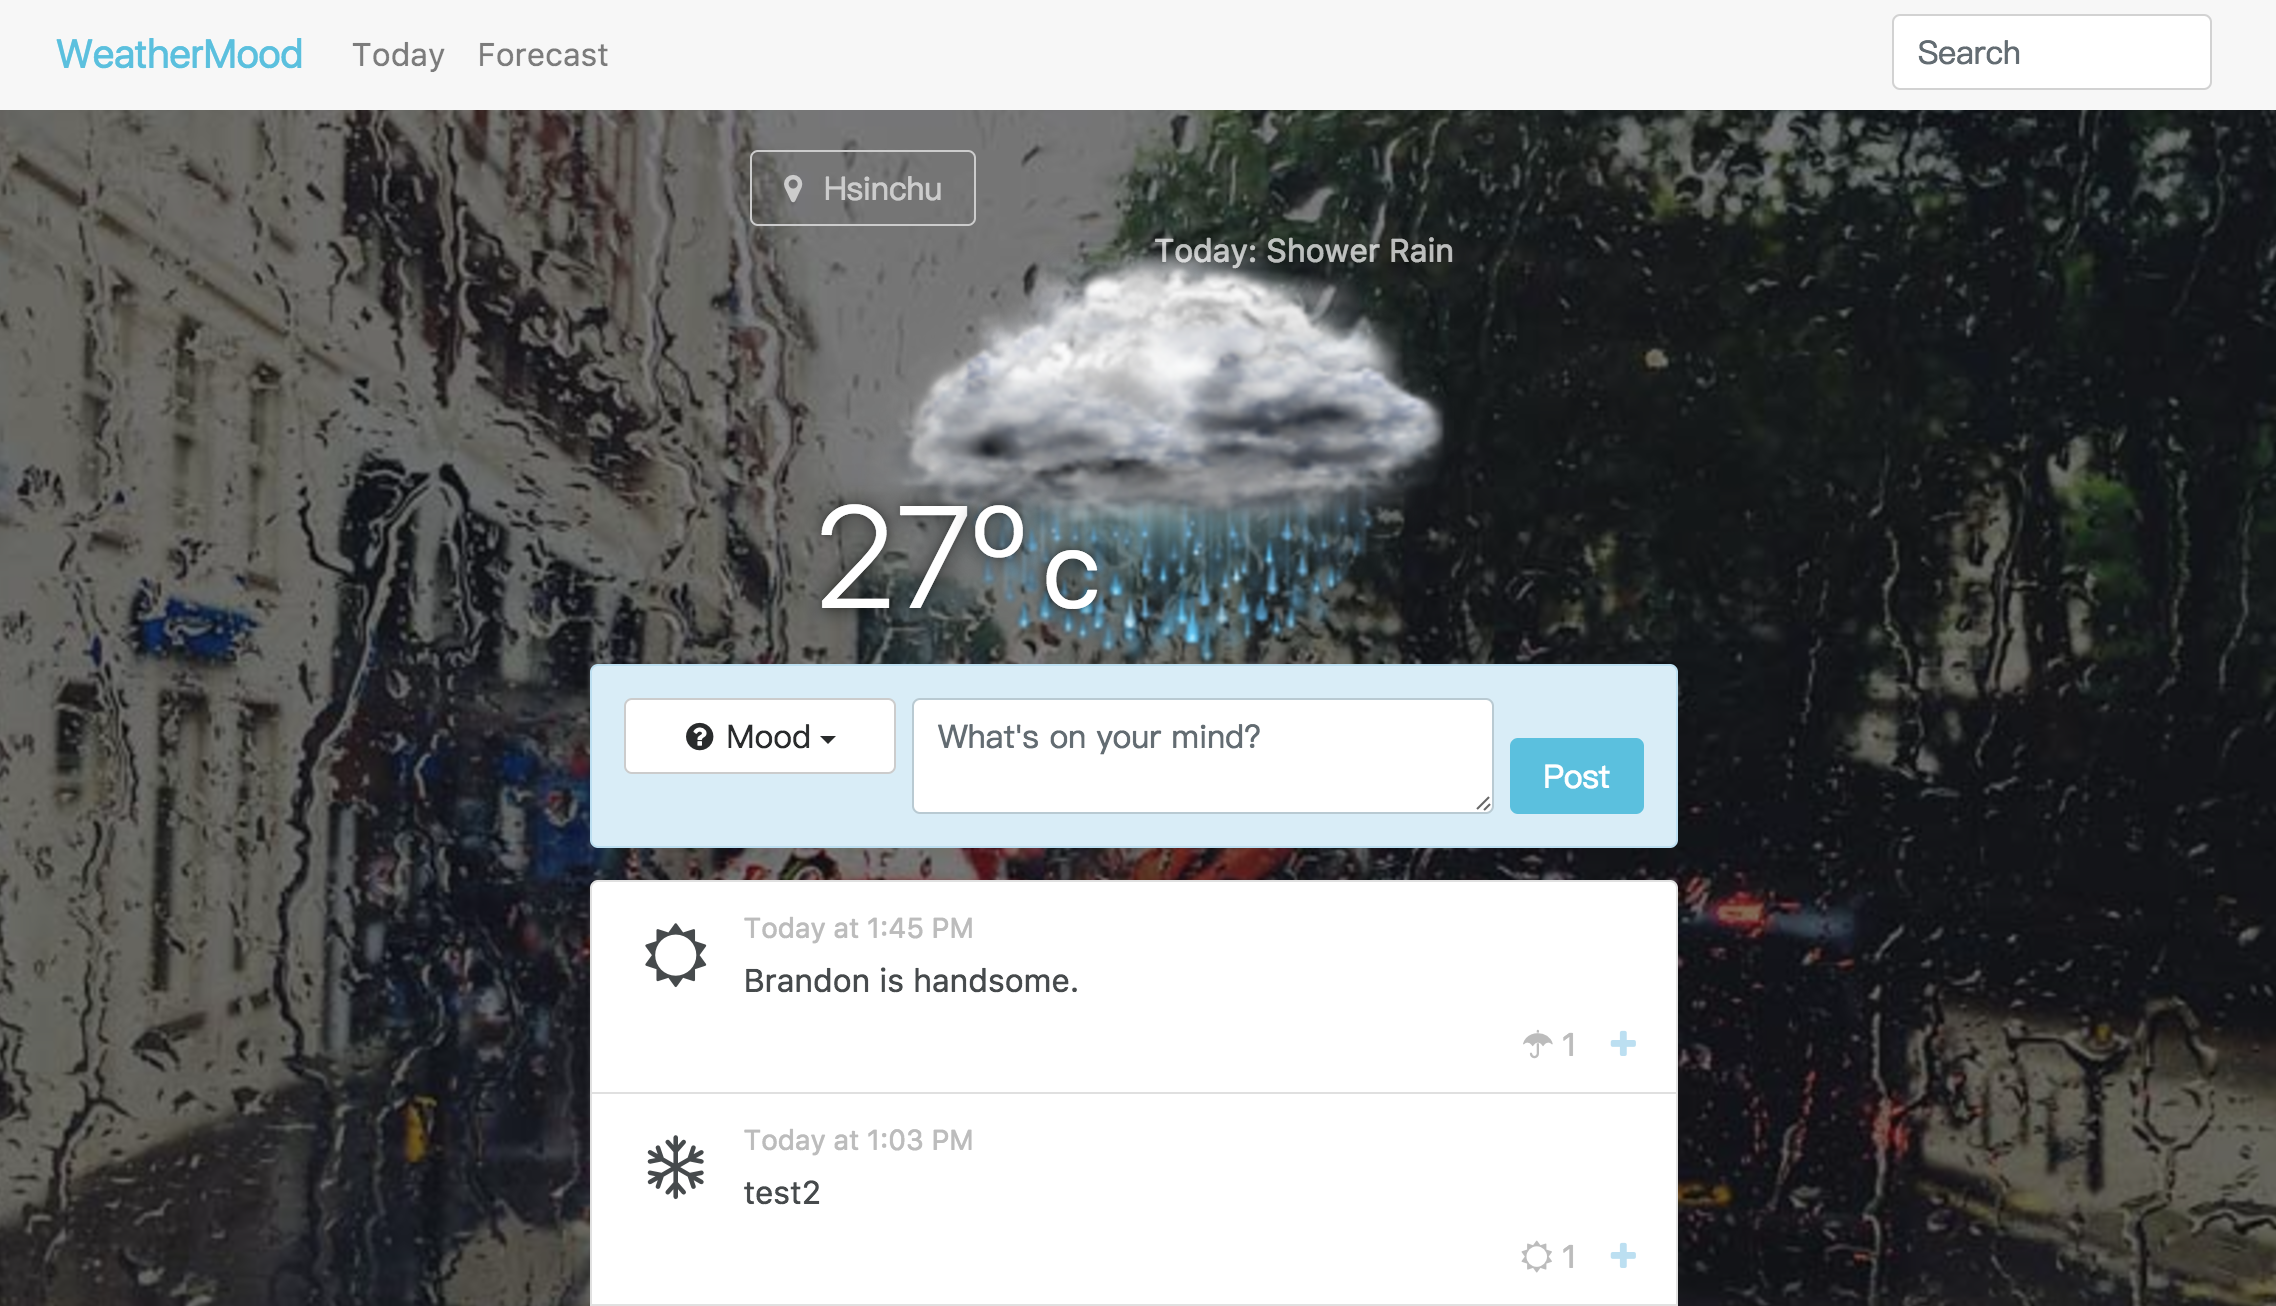 WeatherMood Today Forecast Search
Hsinchu
Today: Shower Rain
27º c
Mood What's on your mind?
Post
Today at 1:45 PM
Brandon is handsome.
1
Today at 1:03 PM
test2
1